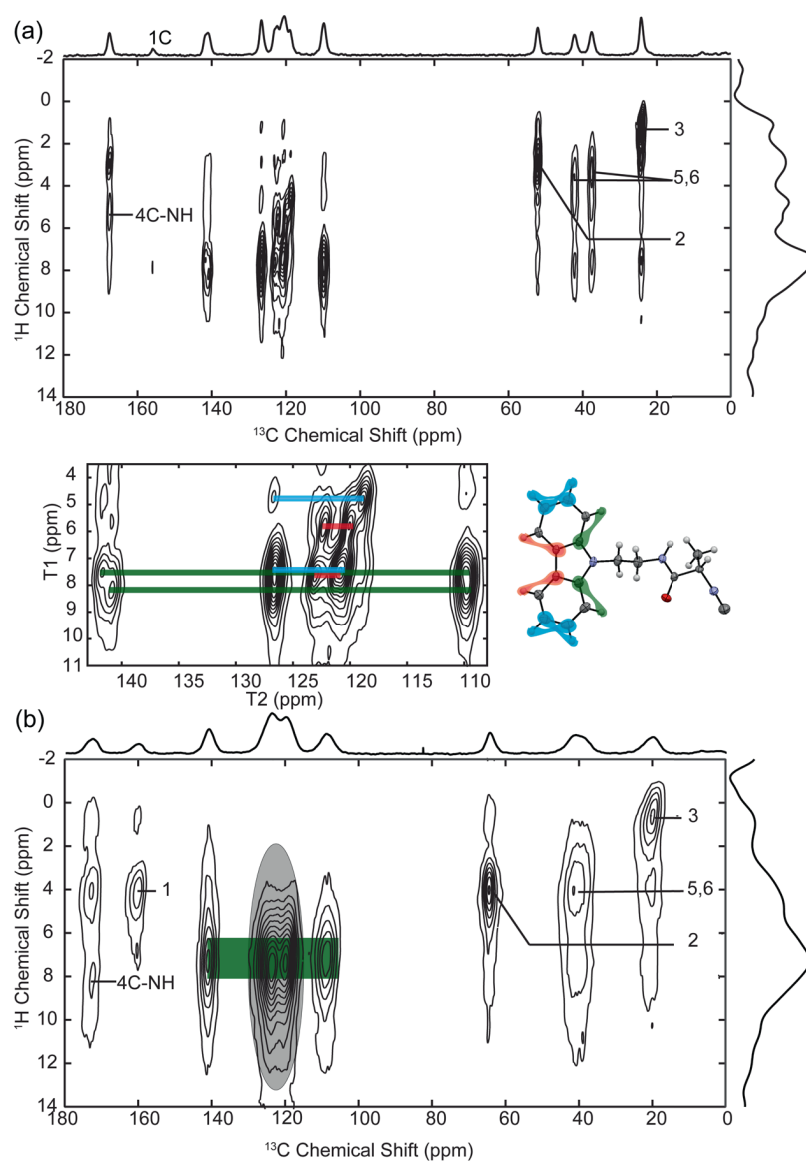 (a)
1C
-2
0
2
4
6
8
10
12
14
¹H Chemical Shift (ppm)
4C-NH
3
5,6
2
180 160 140 120 100 80 60 40 20 0
¹³C Chemical Shift (ppm)
4
5
6
7
8
9
10
11
T1
140 135 130 125 120 115 110
T2 (ppm)
(b)
-2
0
2
4
6
8
10
12
14
¹H Chemical Shift (ppm)
1
4C-NH
3
5,6
2
180 160 140 120 100 80 60 40 20 0
¹³C Chemical Shift (ppm)